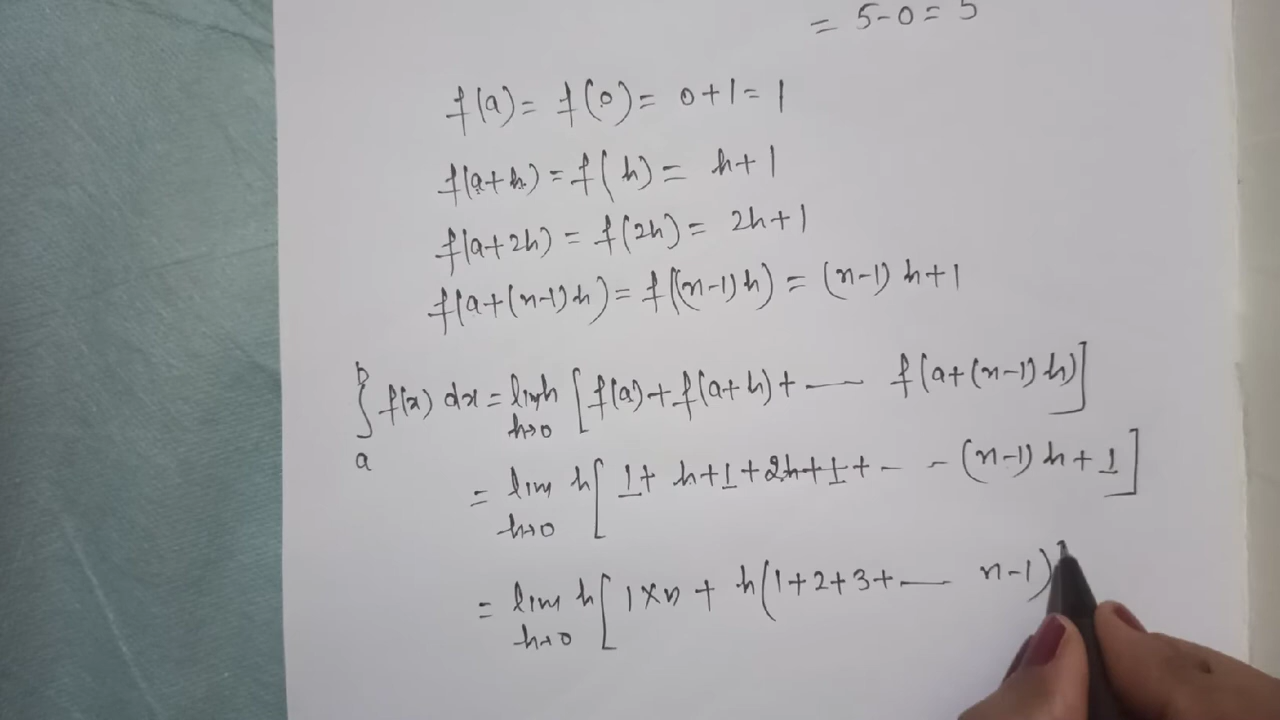 = 5-0 = 5
f(a) = f(0) = 0+1 = 1
f(a+h) = f(h) = h+1
f(a+2h) = f(2h) = 2h+1
f(a+(n-1)h) = f((n-1)h) = (n-1)h+1
∫ₐᵇ f(x) dx = lim h→0 h [f(a)+f(a+h)+ — f(a+(n-1)h)]
= lim h→0 h [1+ h+1+2h+1+ - - (n-1)h+1]
= lim h→0 h [1×n + h(1+2+3+ — n-1)]